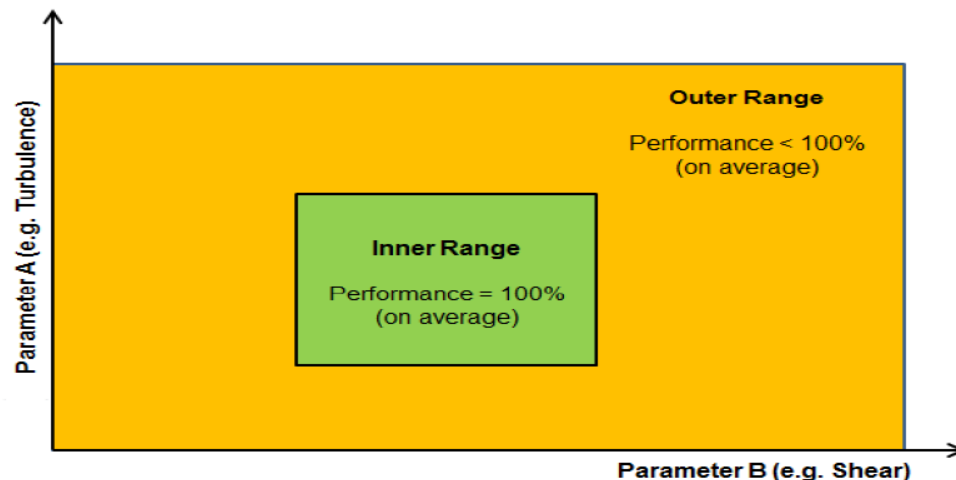 Outer Range
Performance < 100%
(on average)
Inner Range
Performance = 100%
(on average)
Parameter A (e.g. Turbulence)
Parameter B (e.g. Shear)